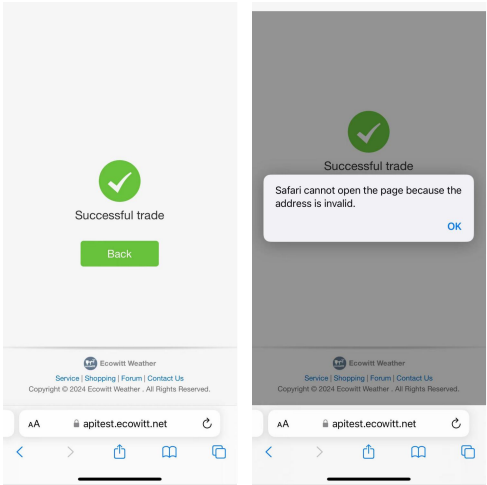 Successful trade
Back
Ecowitt Weather
Service | Shopping | Forum | Contact Us
Copyright © 2024 Ecowitt Weather . All Rights Reserved.
AA
apitest.ecowitt.net
Successful trade
Safari cannot open the page because the
address is invalid.
OK
Ecowitt Weather
Service | Shopping | Forum | Contact Us
Copyright © 2024 Ecowitt Weather . All Rights Reserved.
AA
apitest.ecowitt.net